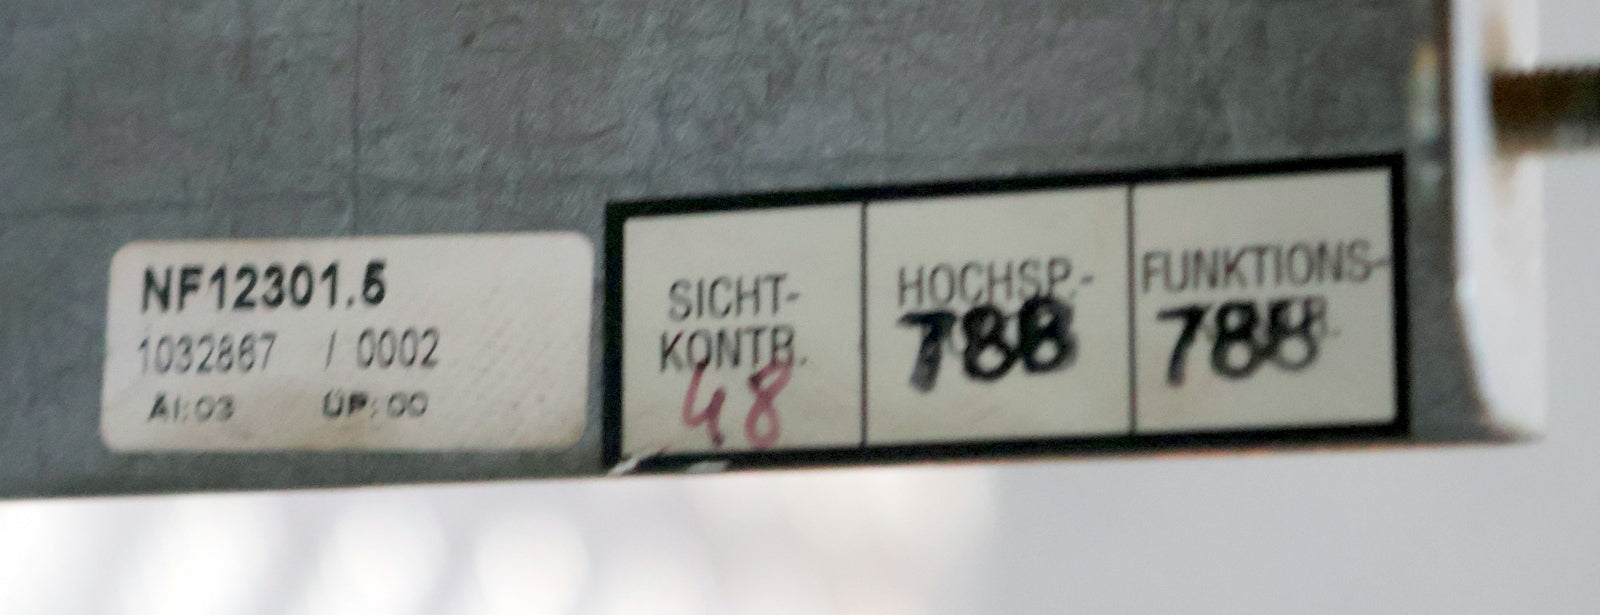 NF12301.5
1032867 / 0002
AI:03 ÜP:00
SICHT-
KONTR.
48
HOCHSP.-
788
FUNKTIONS-
788